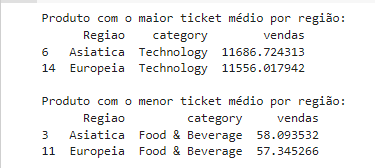 Produto com o maior ticket médio por região:
Regiao category vendas
6 Asiatica Technology 11686.724313
14 Europeia Technology 11556.017942
Produto com o menor ticket médio por região:
Regiao category vendas
3 Asiatica Food & Beverage 58.093532
11 Europeia Food & Beverage 57.345266